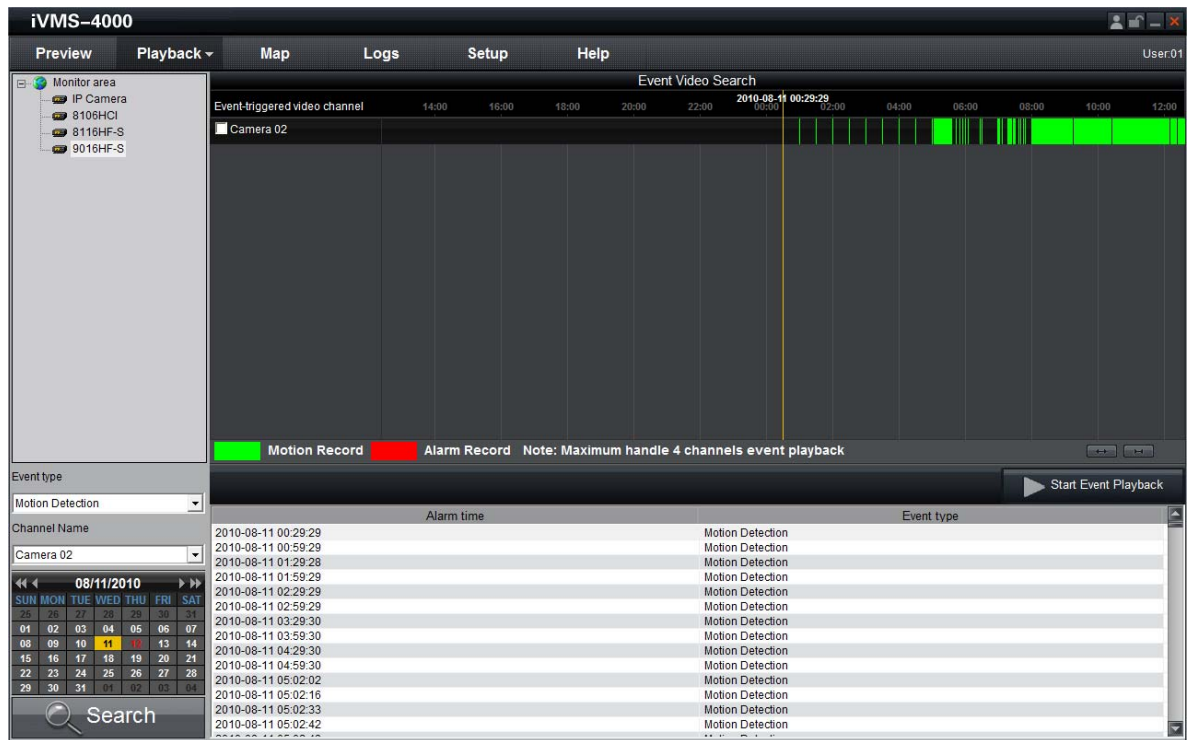 iVMS-4000
Preview Playback Map Logs Setup Help User:01
Monitor area
IP Camera
8106HCI
8116HF-S
9016HF-S
Event Video Search
2010-08-11 00:29:29
Event-triggered video channel 14:00 16:00 18:00 20:00 22:00 00:00 02:00 04:00 06:00 08:00 10:00 12:00
Camera 02
Motion Record Alarm Record Note: Maximum handle 4 channels event playback
Event type
Motion Detection
Channel Name
Camera 02
08/11/2010
SUN MON TUE WED THU FRI SAT
25 26 27 28 29 30 31
01 02 03 04 05 06 07
08 09 10 11 12 13 14
15 16 17 18 19 20 21
22 23 24 25 26 27 28
29 30 31 01 02 03 04
Search
Start Event Playback
Alarm time Event type
2010-08-11 00:29:29 Motion Detection
2010-08-11 00:59:29 Motion Detection
2010-08-11 01:29:28 Motion Detection
2010-08-11 01:59:29 Motion Detection
2010-08-11 02:29:29 Motion Detection
2010-08-11 02:59:29 Motion Detection
2010-08-11 03:29:30 Motion Detection
2010-08-11 03:59:30 Motion Detection
2010-08-11 04:29:30 Motion Detection
2010-08-11 04:59:30 Motion Detection
2010-08-11 05:02:02 Motion Detection
2010-08-11 05:02:16 Motion Detection
2010-08-11 05:02:33 Motion Detection
2010-08-11 05:02:42 Motion Detection